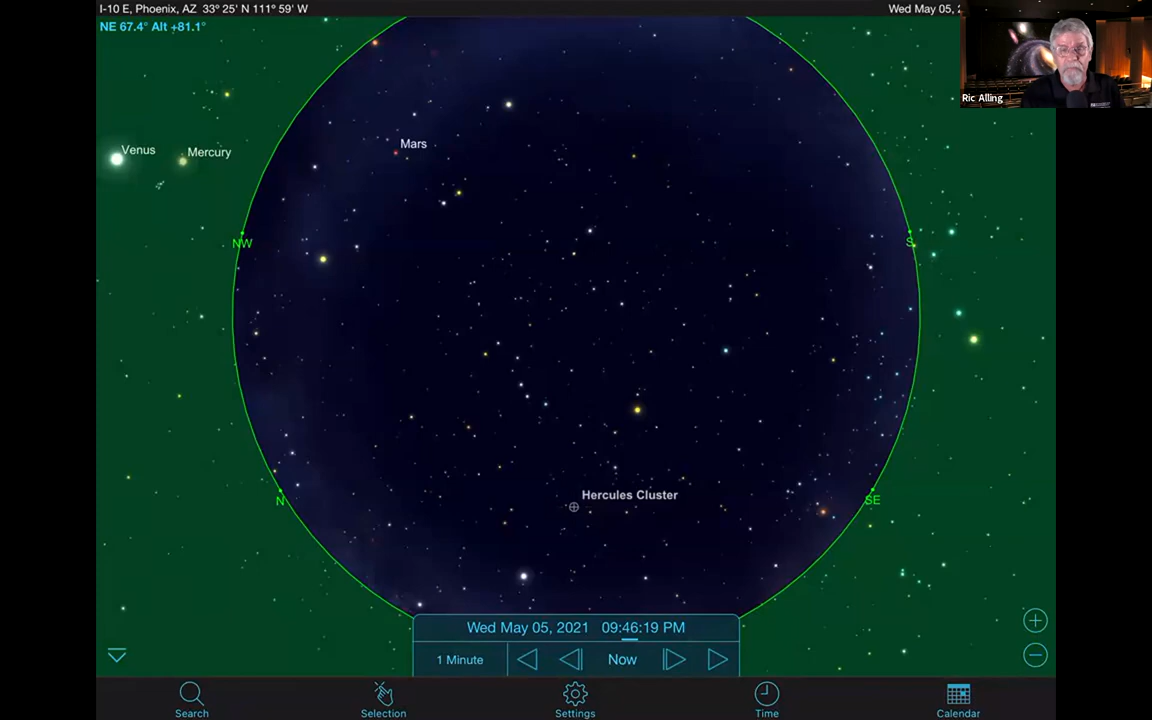 I-10 E, Phoenix, AZ 33° 25' N 111° 59' W
Wed May 05, 2
NE 67.4° Alt +81.1°
Ric Alling
Mars
Venus
Mercury
NW
S
Hercules Cluster
N
SE
Wed May 05, 2021 09:46:19 PM
1 Minute
Now
Search
Selection
Settings
Time
Calendar